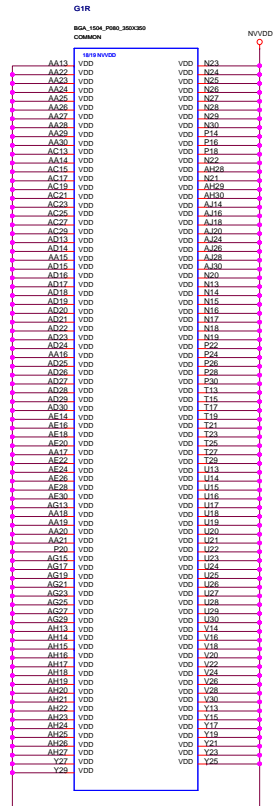 G1R
BGA_1504_P080_350X350
COMMON
NVVDD
18/19 NVVDD
AA13 VDD VDD N23
AA22 VDD VDD N24
AA23 VDD VDD N25
AA24 VDD VDD N26
AA25 VDD VDD N27
AA26 VDD VDD N28
AA27 VDD VDD N29
AA28 VDD VDD N30
AA29 VDD VDD P14
AA30 VDD VDD P16
AC13 VDD VDD P18
AA14 VDD VDD N22
AC15 VDD VDD AH28
AC17 VDD VDD N21
AC19 VDD VDD AH29
AC21 VDD VDD AH30
AC23 VDD VDD AJ14
AC25 VDD VDD AJ16
AC27 VDD VDD AJ18
AC29 VDD VDD AJ20
AD13 VDD VDD AJ24
AD14 VDD VDD AJ26
AA15 VDD VDD AJ28
AD15 VDD VDD AJ30
AD16 VDD VDD N20
AD17 VDD VDD N13
AD18 VDD VDD N14
AD19 VDD VDD N15
AD20 VDD VDD N16
AD21 VDD VDD N17
AD22 VDD VDD N18
AD23 VDD VDD N19
AD24 VDD VDD P22
AA16 VDD VDD P24
AD25 VDD VDD P26
AD26 VDD VDD P28
AD27 VDD VDD P30
AD28 VDD VDD T13
AD29 VDD VDD T15
AD30 VDD VDD T17
AE14 VDD VDD T19
AE16 VDD VDD T21
AE18 VDD VDD T23
AE20 VDD VDD T25
AA17 VDD VDD T27
AE22 VDD VDD T29
AE24 VDD VDD U13
AE26 VDD VDD U14
AE28 VDD VDD U15
AE30 VDD VDD U16
AG13 VDD VDD U17
AA18 VDD VDD U18
AA19 VDD VDD U19
AA20 VDD VDD U20
AA21 VDD VDD U21
P20 VDD VDD U22
AG15 VDD VDD U23
AG17 VDD VDD U24
AG19 VDD VDD U25
AG21 VDD VDD U26
AG23 VDD VDD U27
AG25 VDD VDD U28
AG27 VDD VDD U29
AG29 VDD VDD U30
AH13 VDD VDD V14
AH14 VDD VDD V16
AH15 VDD VDD V18
AH16 VDD VDD V20
AH17 VDD VDD V22
AH18 VDD VDD V24
AH19 VDD VDD V26
AH20 VDD VDD V28
AH21 VDD VDD V30
AH22 VDD VDD Y13
AH23 VDD VDD Y15
AH24 VDD VDD Y17
AH25 VDD VDD Y19
AH26 VDD VDD Y21
AH27 VDD VDD Y23
Y27 VDD VDD Y25
Y29 VDD